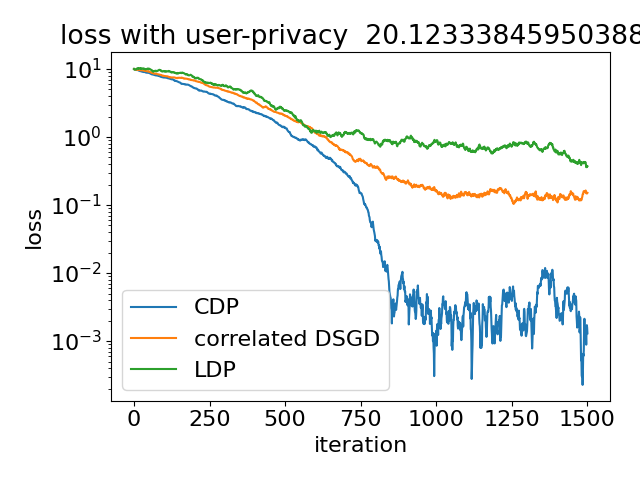 loss with user-privacy 20.12333845950388
10¹
10⁰
10⁻¹
10⁻²
10⁻³
loss
CDP
correlated DSGD
LDP
0 250 500 750 1000 1250 1500
iteration